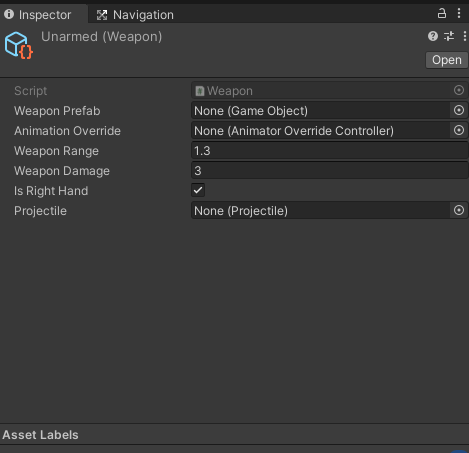 Inspector Navigation
Unarmed (Weapon)
Open
Script Weapon
Weapon Prefab None (Game Object)
Animation Override None (Animator Override Controller)
Weapon Range 1.3
Weapon Damage 3
Is Right Hand
Projectile None (Projectile)
Asset Labels